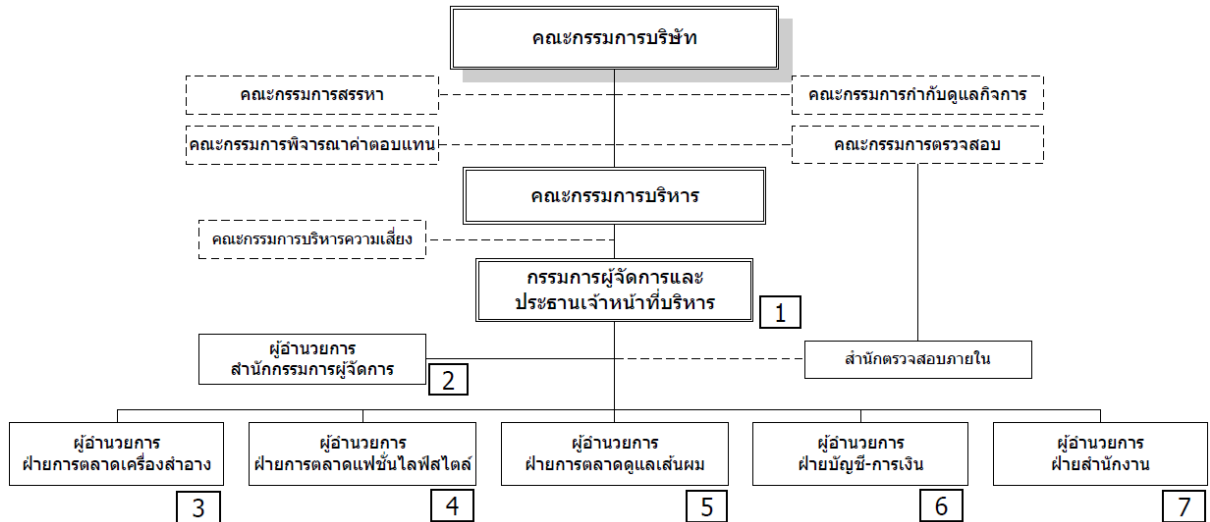 คณะกรรมการบริษัท
คณะกรรมการสรรหา
คณะกรรมการกำกับดูแลกิจการ
คณะกรรมการพิจารณาค่าตอบแทน
คณะกรรมการตรวจสอบ
คณะกรรมการบริหาร
คณะกรรมการบริหารความเสี่ยง
กรรมการผู้จัดการและ
ประธานเจ้าหน้าที่บริหาร
1
ผู้อำนวยการ
สำนักกรรมการผู้จัดการ
2
สำนักตรวจสอบภายใน
ผู้อำนวยการ
ฝ่ายการตลาดเครื่องสำอาง
3
ผู้อำนวยการ
ฝ่ายการตลาดแฟชั่นไลฟ์สไตล์
4
ผู้อำนวยการ
ฝ่ายการตลาดดูแลเส้นผม
5
ผู้อำนวยการ
ฝ่ายบัญชี-การเงิน
6
ผู้อำนวยการ
ฝ่ายสำนักงาน
7